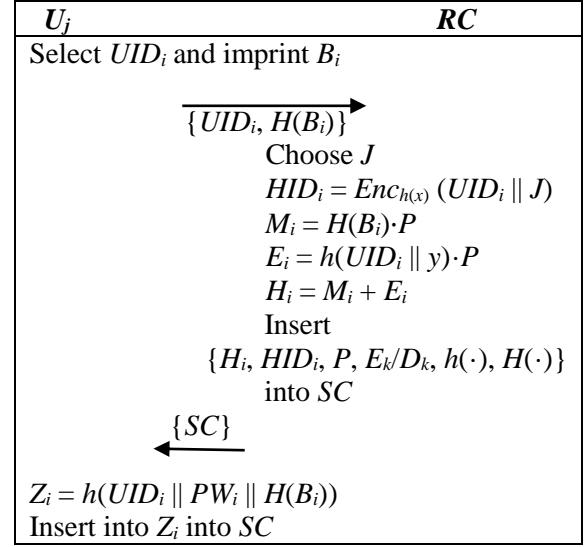 Uj RC
Select UIDi and imprint Bi
{UIDi, H(Bi)}
Choose J
HIDi = Ench(x) (UIDi || J)
Mi = H(Bi)·P
Ei = h(UIDi || y)·P
Hi = Mi + Ei
Insert
{Hi, HIDi, P, Ek/Dk, h(·), H(·)}
into SC
{SC}
Zi = h(UIDi || PWi || H(Bi))
Insert into Zi into SC